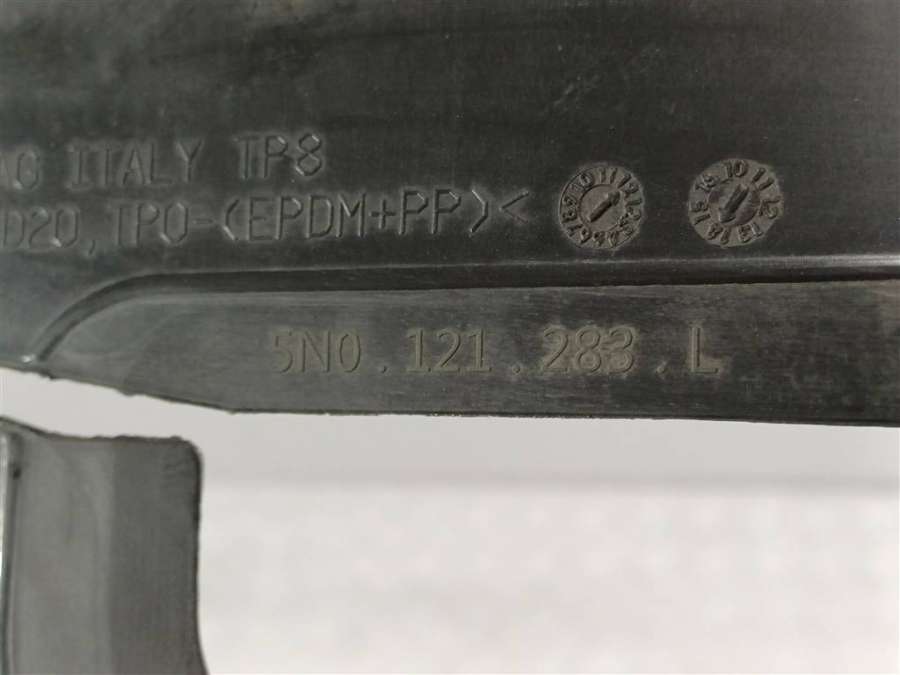 AG ITALY TP8
D20, TPO-(EPDM+PP)<
5N0.121.283.L